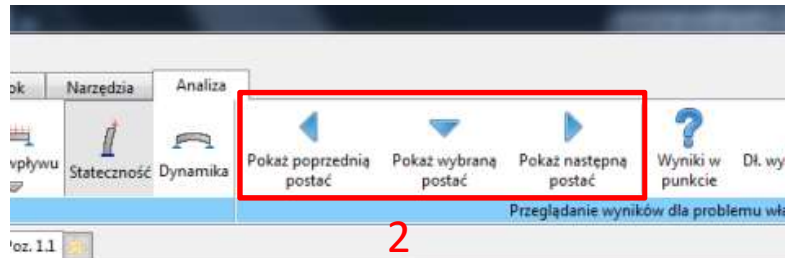 ok Narzędzia Analiza
wpływu Stateczność Dynamika Pokaż poprzednią postać Pokaż wybraną postać Pokaż następną postać Wyniki w punkcie Dł. wy
Przeglądanie wyników dla problemu wła
Poz. 1.1
2